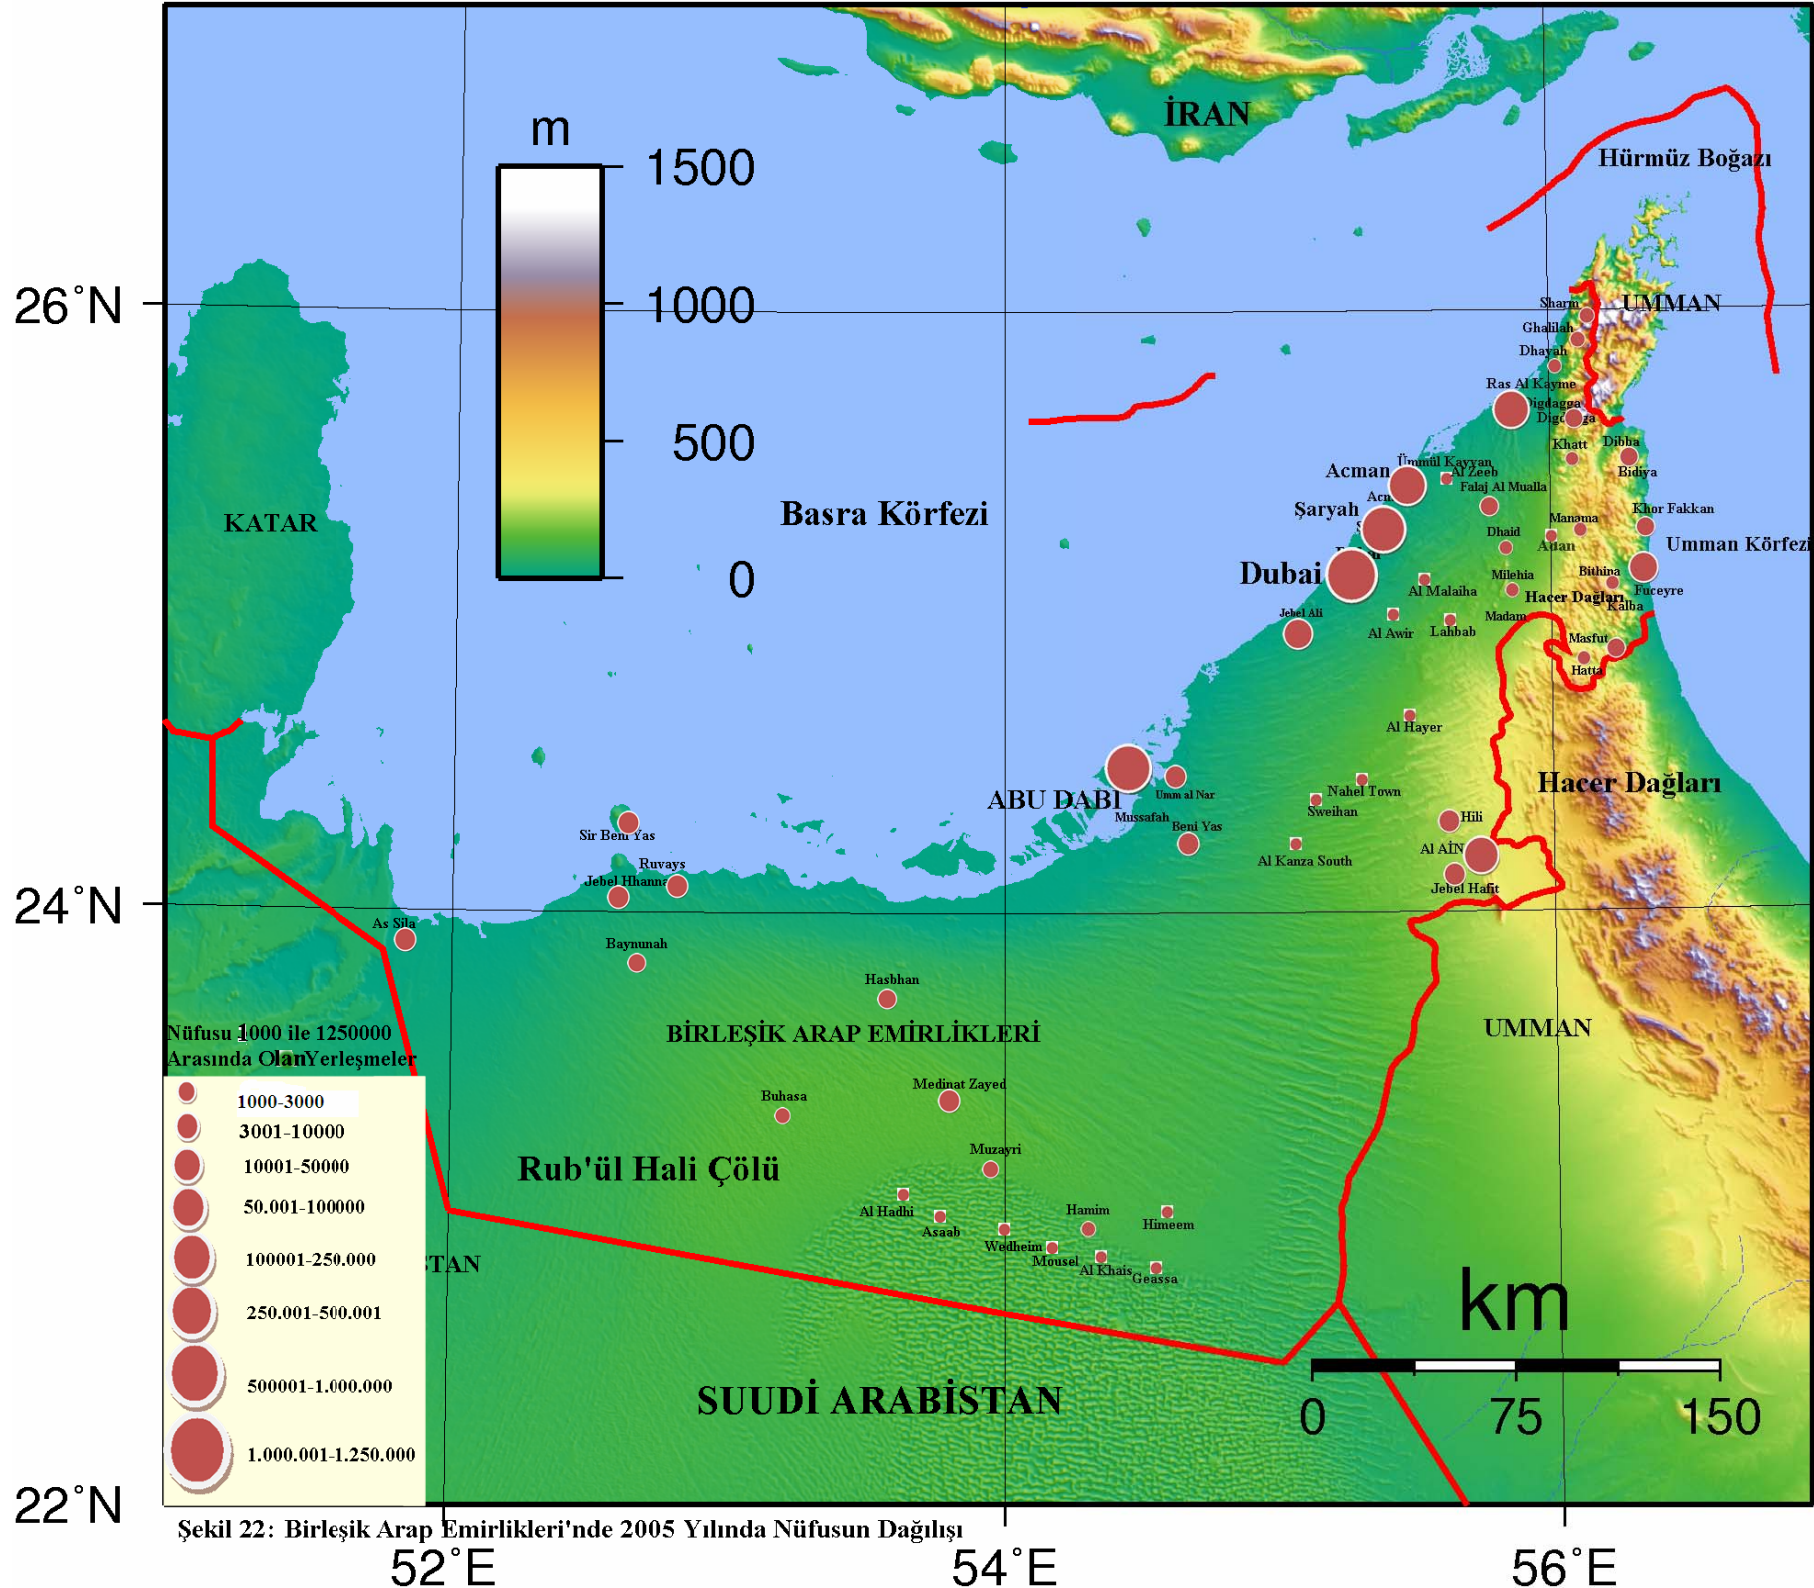 m
1500
1000
500
0
İRAN
Hürmüz Boğazı
26°N
24°N
22°N
KATAR
Basra Körfezi
UMMAN
Sharm
Ghalilah
Dhayah
Ras Al Kayme
Digdagga
Khatt
Dibha
Bidiya
Ümmül Kayyan
Acman
Al Zeeb
Falaj Al Mualla
Şaryah
Manama
Khor Fakkan
Dhaid
Adan
Umman Körfezi
Dubai
Milehia
Bithina
Al Malaiha
Fuceyre
Hacer Dağları
Kalba
Jebel Ali
Madam
Al Awir
Lahbab
Masfut
Hatta
Al Hayer
Hacer Dağları
ABU DABI
Umm al Nar
Nahel Town
Sweihan
Mussafah
Beni Yas
Hili
Sir Beni Yas
Al AİN
Al Kanza South
Ruvays
Jebel Hhanna
Jebel Hafit
As Sila
Baynunah
Hasbhan
BİRLEŞİK ARAP EMİRLİKLERİ
UMMAN
Buhasa
Medinat Zayed
Muzayri
Rub'ül Hali Çölü
Al Hadhi
Asaab
Hamim
Himeem
Wedheim
Mousel
Al Khais
Geassa
STAN
SUUDİ ARABİSTAN
Nüfusu 1000 ile 1250000
Arasında Olan Yerleşmeler
1000-3000
3001-10000
10001-50000
50.001-100000
100001-250.000
250.001-500.001
500001-1.000.000
1.000.001-1.250.000
km
0 75 150
Şekil 22: Birleşik Arap Emirlikleri'nde 2005 Yılında Nüfusun Dağılışı
52°E 54°E 56°E